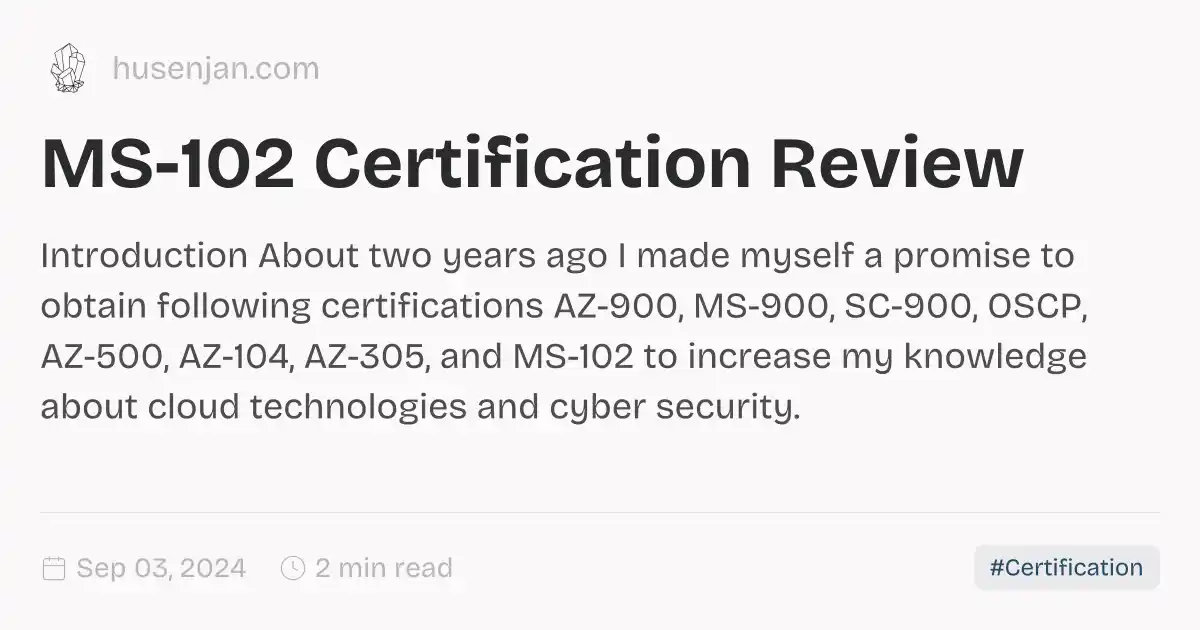 husenjan.com
MS-102 Certification Review
Introduction About two years ago I made myself a promise to
obtain following certifications AZ-900, MS-900, SC-900, OSCP,
AZ-500, AZ-104, AZ-305, and MS-102 to increase my knowledge
about cloud technologies and cyber security.
Sep 03, 2024 2 min read #Certification